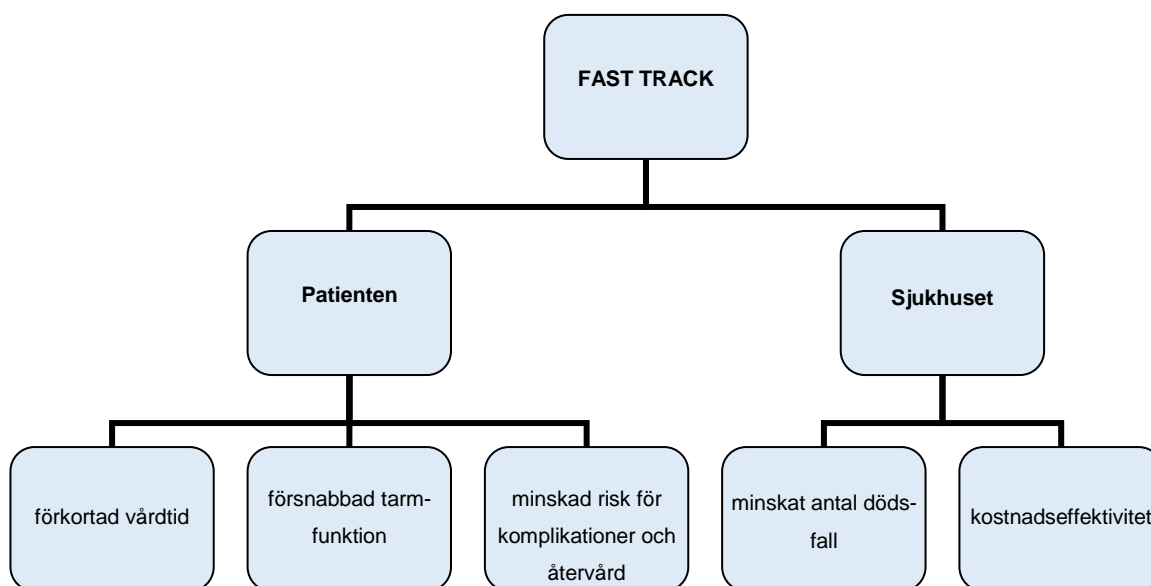 FAST TRACK
Patienten
Sjukhuset
förkortad vårdtid
försnabbad tarm-
funktion
minskad risk för
komplikationer och
återvård
minskat antal döds-
fall
kostnadseffektivitet